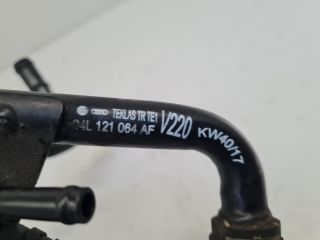 TEKLAS TR TE1 V220 KW40/17
04L 121 064 AF